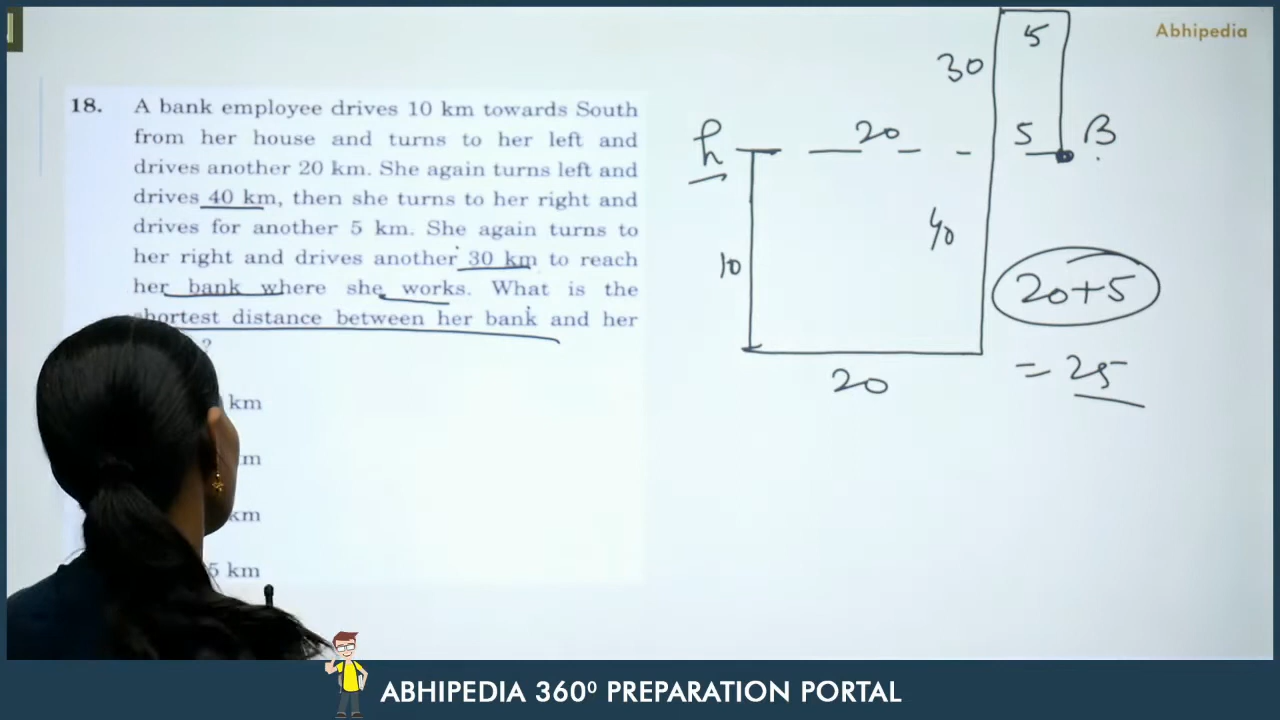 Abhipedia
18. A bank employee drives 10 km towards South
from her house and turns to her left and
drives another 20 km. She again turns left and
drives 40 km, then she turns to her right and
drives for another 5 km. She again turns to
her right and drives another 30 km to reach
her bank where she works. What is the
shortest distance between her bank and her
?
km
m
km
5 km
5
30
h
20
5
B
10
40
20
20+5
= 25
ABHIPEDIA 360⁰ PREPARATION PORTAL